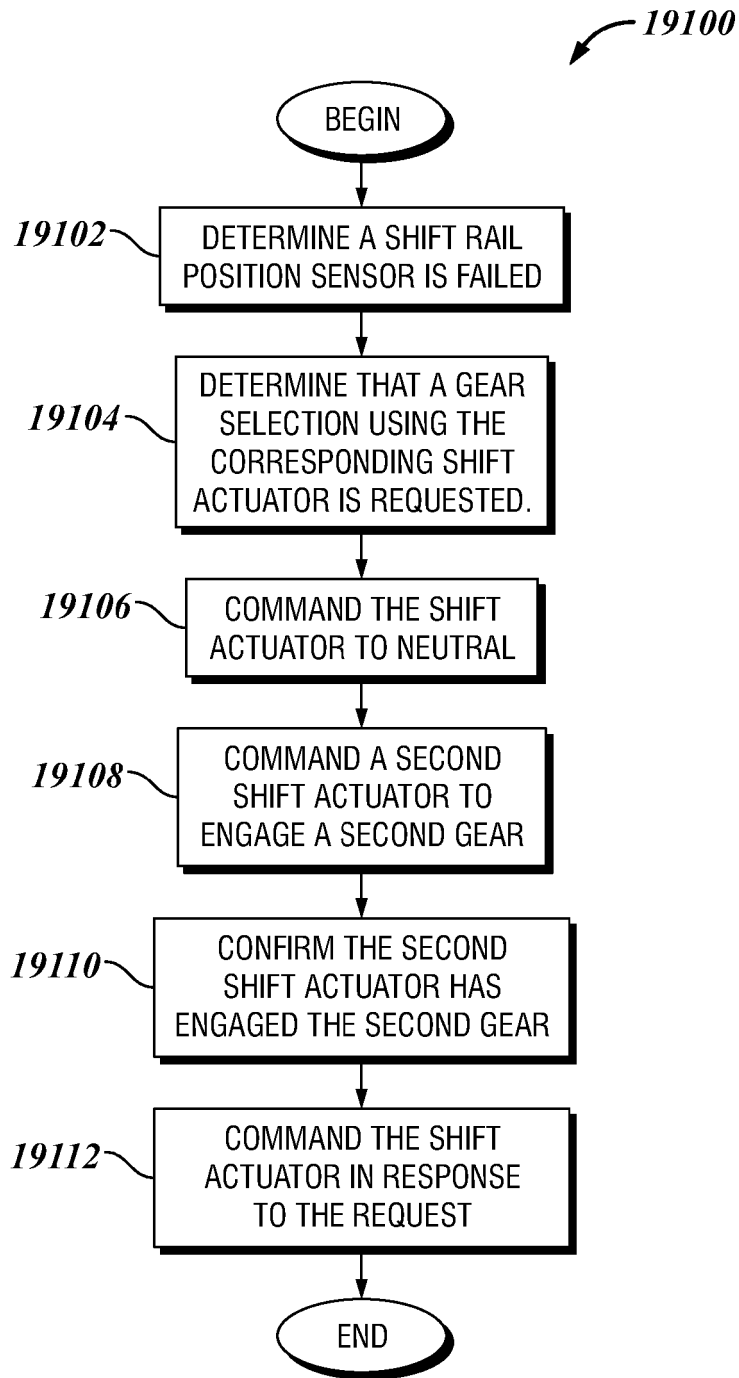 19100
BEGIN
19102
DETERMINE A SHIFT RAIL
POSITION SENSOR IS FAILED
19104
DETERMINE THAT A GEAR
SELECTION USING THE
CORRESPONDING SHIFT
ACTUATOR IS REQUESTED.
19106
COMMAND THE SHIFT
ACTUATOR TO NEUTRAL
19108
COMMAND A SECOND
SHIFT ACTUATOR TO
ENGAGE A SECOND GEAR
19110
CONFIRM THE SECOND
SHIFT ACTUATOR HAS
ENGAGED THE SECOND GEAR
19112
COMMAND THE SHIFT
ACTUATOR IN RESPONSE
TO THE REQUEST
END